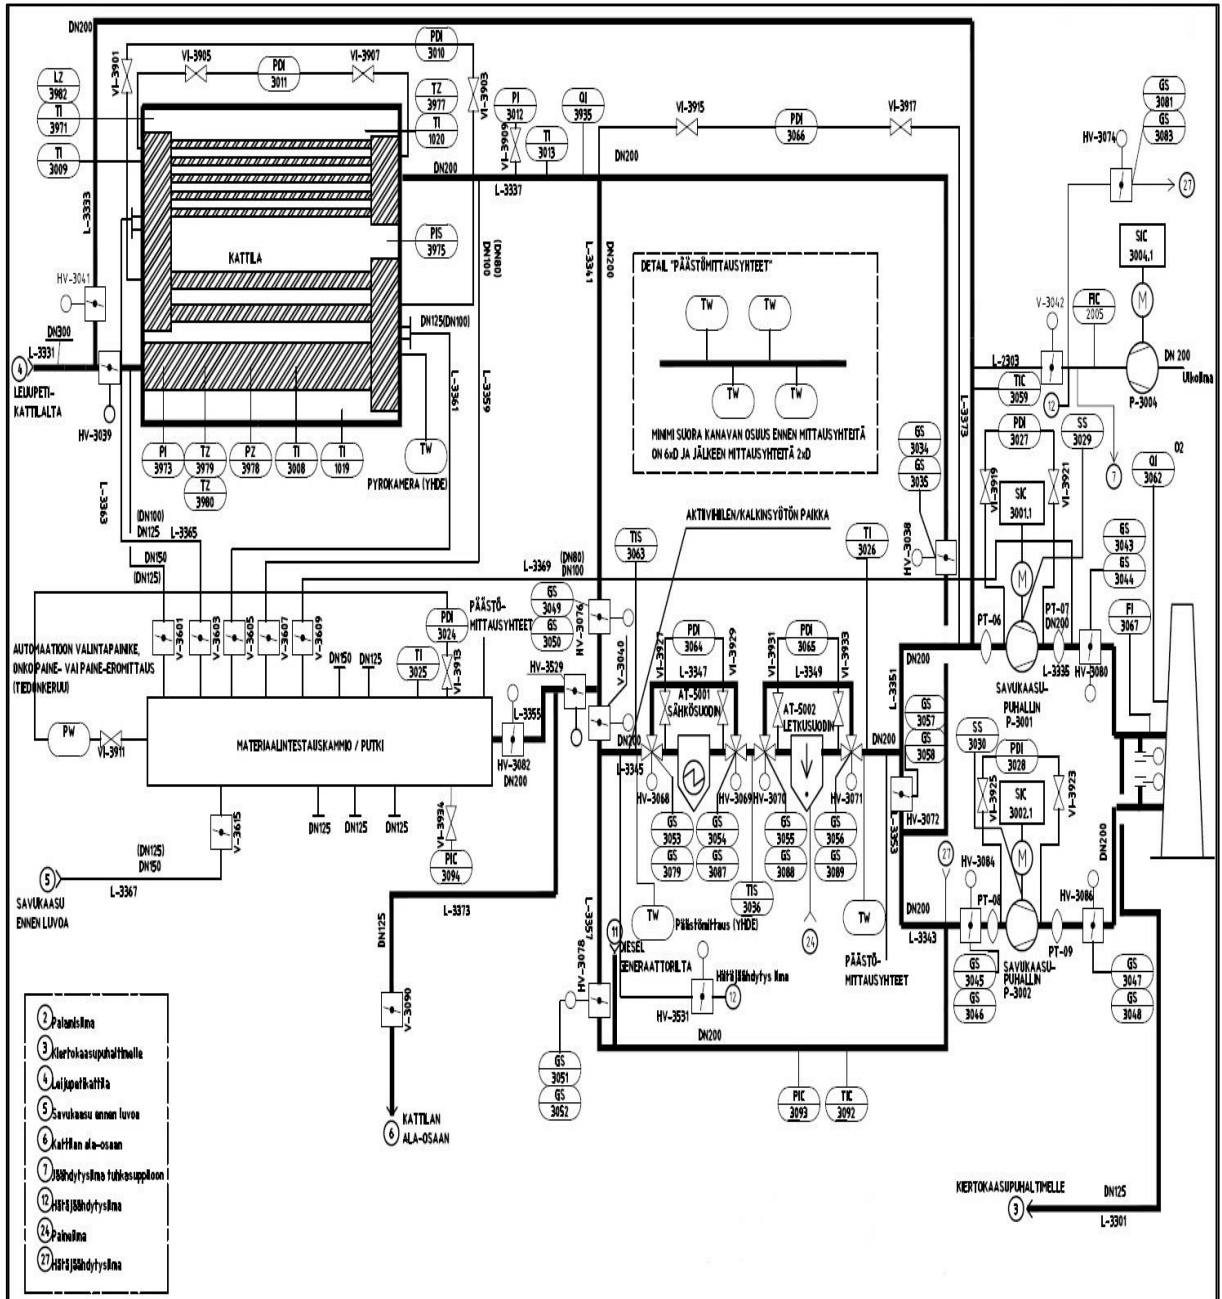 DN200
VI-3901
VI-3905
PDI
3011
VI-3907
PDI
3010
VI-3903
LZ
3982
TI
3971
TI
3009
TZ
3977
TI
1020
PI
3012
VI-3909
QI
3935
TI
3013
VI-3915
PDI
3066
VI-3917
GS
3081
GS
3083
HV-3074
27
DN200
L-3337
DN200
L-3333
KATTILA
PIS
3975
(DN80)
DN100
L-3341
DN200
DETAIL "PÄÄSTÖMITTAUSYHTEET"
TW
TW
TW
TW
MINIMI SUORA KANAVAN OSUUS ENNEN MITTAUSYHTEITÄ
ON 6xD JA JÄLKEEN MITTAUSYHTEITÄ 2xD
SIC
3004.1
M
HV-3041
DN300
L-3331
4
LEIJUPETI-
KATTILALTA
HV-3039
DN125(DN100)
L-3361
L-3359
V-3042
FIC
2005
L-2303
TIC
3059
12
DN 200
Ulkoilma
P-3004
L-3373
PI
3973
TZ
3979
TZ
3980
PZ
3978
TI
3008
TI
1019
TW
PYROKAMERA (YHDE)
GS
3034
GS
3035
HV-3038
PDI
3027
SS
3029
7
VI-3919
VI-3921
SIC
3001.1
M
QI
3062
O2
L-3363
(DN100)
DN125
L-3365
DN150
(DN125)
L-3369
(DN80)
DN100
AKTIIVIHILEN/KALKINSYÖTÖN PAIKKA
TIS
3063
TI
3026
GS
3043
GS
3044
FI
3067
V-3601
V-3603
V-3605
V-3607
V-3609
PDI
3024
VI-3913
TI
3025
DN150
DN125
PÄÄSTÖ-
MITTAUSYHTEET
GS
3049
GS
3050
HV-3076
HV-3529
V-3040
AUTOMAATION VALINTAPAINIKE,
ONKO PAINE- VAI PAINE-EROMITTAUS
(TIEDONKERUU)
PW
VI-3911
MATERIAALINTESTAUSKAMMIO / PUTKI
L-3355
HV-3082
DN200
VI-3927
PDI
3064
VI-3929
L-3347
AT-5001
SÄHKÖSUODIN
VI-3931
PDI
3065
VI-3933
L-3349
AT-5002
LETKUSUODIN
DN200
L-3345
DN200
L-3351
DN200
PT-06
PT-07
DN200
L-3335
HV-3080
SAVUKAASU-
PUHALLIN
P-3001
HV-3068
HV-3069
HV-3070
HV-3071
GS
3053
GS
3079
GS
3054
GS
3087
GS
3055
GS
3088
GS
3056
GS
3089
GS
3057
GS
3058
HV-3072
L-3353
SS
3030
PDI
3028
VI-3925
VI-3923
SIC
3002.1
M
DN200
V-3615
DN125
DN125
DN125
VI-3934
PIC
3094
(DN125)
DN150
L-3367
5
SAVUKAASU
ENNEN LUVOA
L-3373
DN125
V-3090
6
KATTILAN
ALA-OSAAN
TIS
3036
TW
Päästömittaus (YHDE)
24
TW
PÄÄSTÖ-
MITTAUSYHTEET
27
HV-3084
DN200
L-3343
PT-08
PT-09
HV-3086
SAVUKAASU-
PUHALLIN
P-3002
GS
3045
GS
3046
GS
3047
GS
3048
L-3357
HV-3078
11
DIESEL
GENERAATTORILTA
Hätäjäähdytys ilma
12
HV-3531
DN200
GS
3051
GS
3052
PIC
3093
TIC
3092
KIERTOKAASUPUHALTIMELLE
3
DN125
L-3301
2 Palamisilma
3 Kiertokaasupuhaltimelle
4 Leijupetikattila
5 Savukaasu ennen luvoa
6 Kattilan ala-osaan
7 Jäähdytysilma tuhkasuppiloon
12 Hätäjäähdytysilma
24 Paineilma
27 Hätäjäähdytysilma